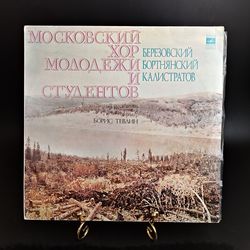 МОСКОВСКИЙ
ХОР
МОЛОДЕЖИ
И
СТУДЕНТОВ
БЕРЕЗОВСКИЙ
БОРТНЯНСКИЙ
КАЛИСТРАТОВ
БОРИС ТЕВЛИН